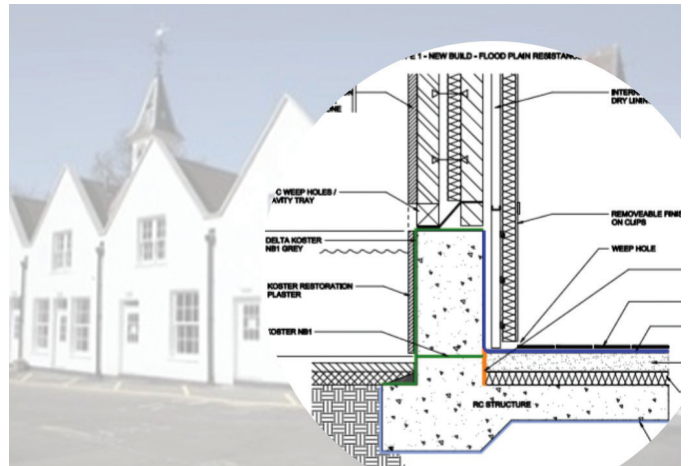 E 1 - NEW BUILD - FLOOD PLAIN RESISTANC
INTERN
DRY LININ
NE
C WEEP HOLES /
AVITY TRAY
REMOVEABLE FINIS
ON CLIPS
DELTA KOSTER
NB1 GREY
WEEP HOLE
KOSTER RESTORATION
PLASTER
KOSTER NB1
RC STRUCTURE